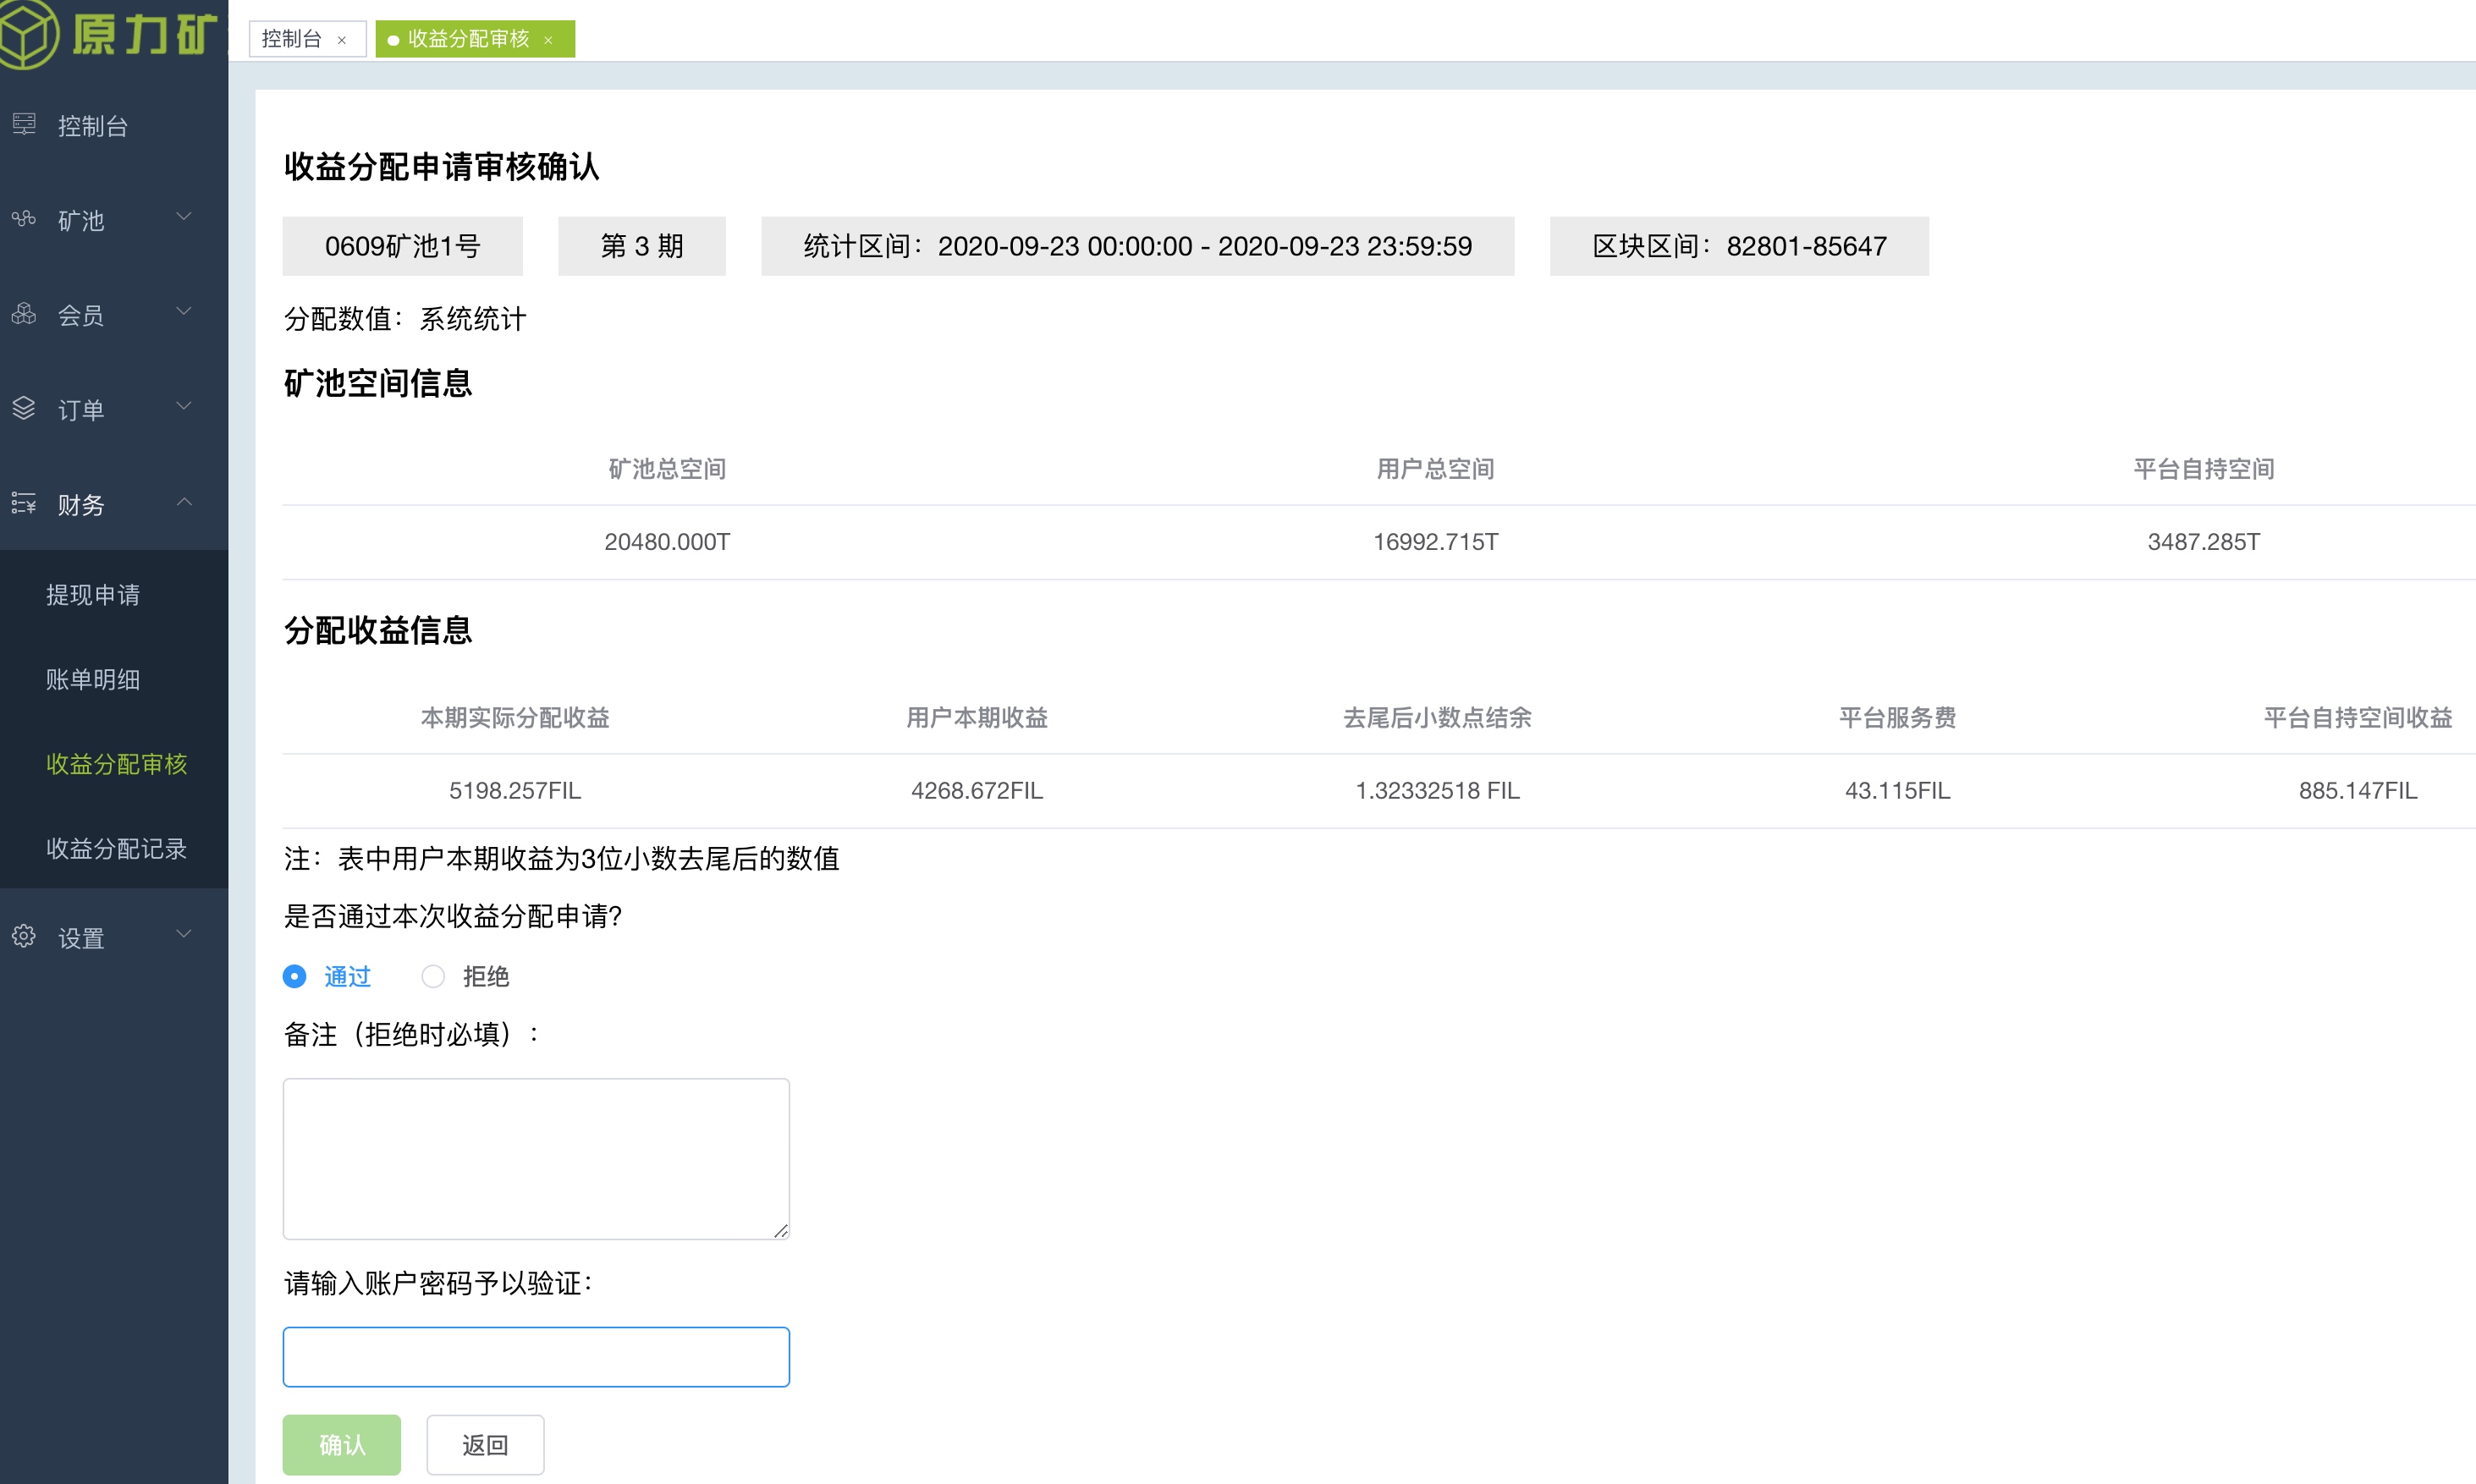 原力矿
控制台 ×
收益分配审核 ×
控制台
矿池
会员
订单
财务
提现申请
账单明细
收益分配审核
收益分配记录
设置
收益分配申请审核确认
0609矿池1号
第 3 期
统计区间：2020-09-23 00:00:00 - 2020-09-23 23:59:59
区块区间：82801-85647
分配数值：系统统计
矿池空间信息
矿池总空间 用户总空间 平台自持空间
20480.000T 16992.715T 3487.285T
分配收益信息
本期实际分配收益 用户本期收益 去尾后小数点结余 平台服务费 平台自持空间收益
5198.257FIL 4268.672FIL 1.32332518 FIL 43.115FIL 885.147FIL
注：表中用户本期收益为3位小数去尾后的数值
是否通过本次收益分配申请?
通过 拒绝
备注（拒绝时必填）:
请输入账户密码予以验证：
确认 返回